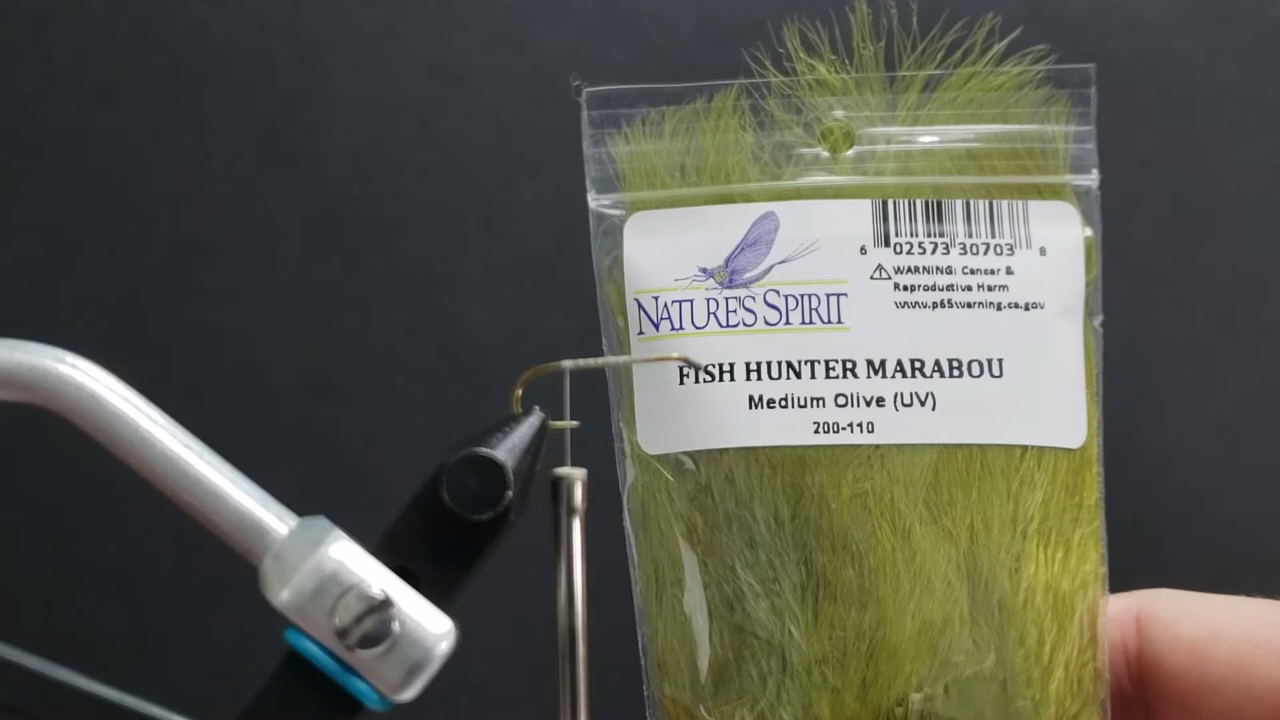 6 02573 30703 8
WARNING: Cancer &
Reproductive Harm
www.p65warning.ca.gov
NATURE'S SPIRIT
FISH HUNTER MARABOU
Medium Olive (UV)
200-110